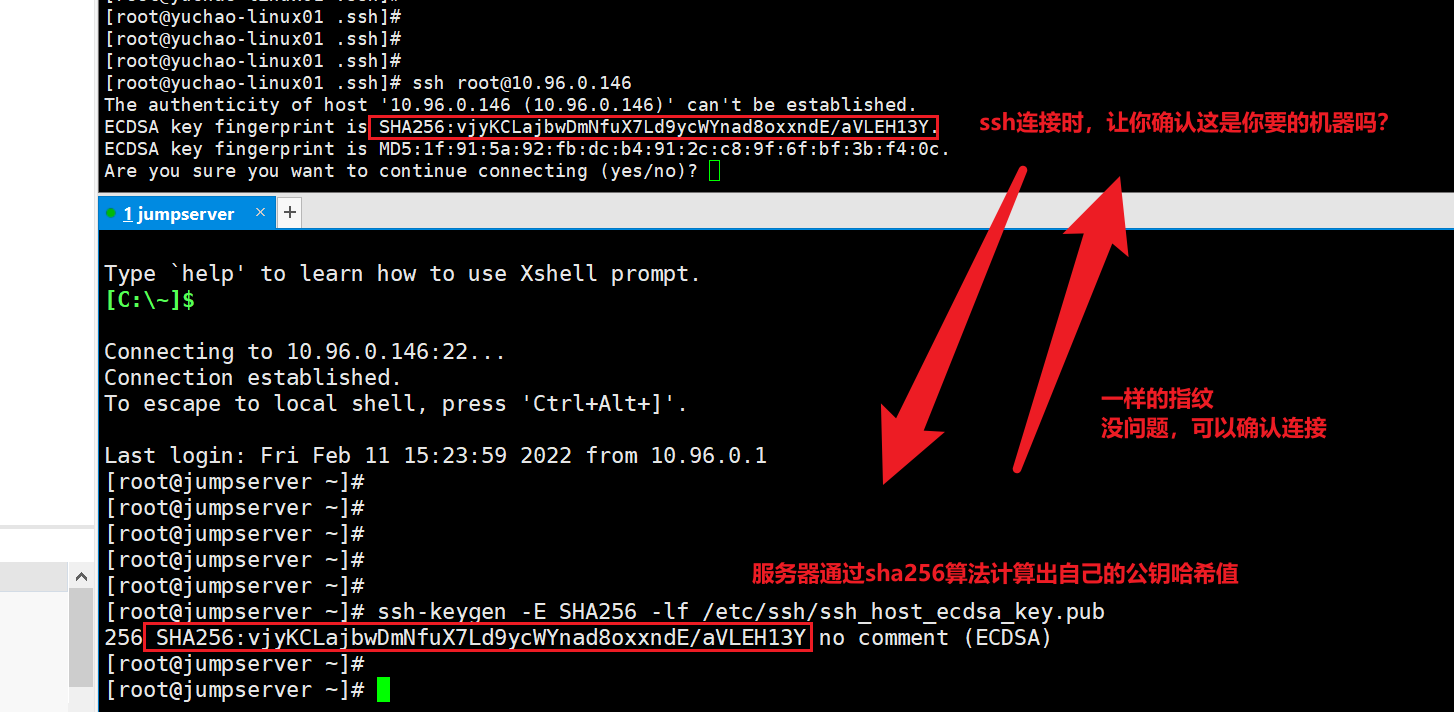 [root@yuchao-linux01 .ssh]#
[root@yuchao-linux01 .ssh]#
[root@yuchao-linux01 .ssh]#
[root@yuchao-linux01 .ssh]# ssh root@10.96.0.146
The authenticity of host '10.96.0.146 (10.96.0.146)' can't be established.
ECDSA key fingerprint is SHA256:vjyKCLajbwDmNfuX7Ld9ycWYnad8oxxndE/aVLEH13Y.
ssh连接时，让你确认这是你要的机器吗？
ECDSA key fingerprint is MD5:1f:91:5a:92:fb:dc:b4:91:2c:c8:9f:6f:bf:3b:f4:0c.
Are you sure you want to continue connecting (yes/no)?
1 jumpserver × +
Type `help' to learn how to use Xshell prompt.
[C:\~]$
Connecting to 10.96.0.146:22...
Connection established.
To escape to local shell, press 'Ctrl+Alt+]'.
一样的指纹
没问题，可以确认连接
Last login: Fri Feb 11 15:23:59 2022 from 10.96.0.1
[root@jumpserver ~]#
[root@jumpserver ~]#
[root@jumpserver ~]#
[root@jumpserver ~]#
[root@jumpserver ~]#
服务器通过sha256算法计算出自己的公钥哈希值
[root@jumpserver ~]# ssh-keygen -E SHA256 -lf /etc/ssh/ssh_host_ecdsa_key.pub
256 SHA256:vjyKCLajbwDmNfuX7Ld9ycWYnad8oxxndE/aVLEH13Y no comment (ECDSA)
[root@jumpserver ~]#
[root@jumpserver ~]#